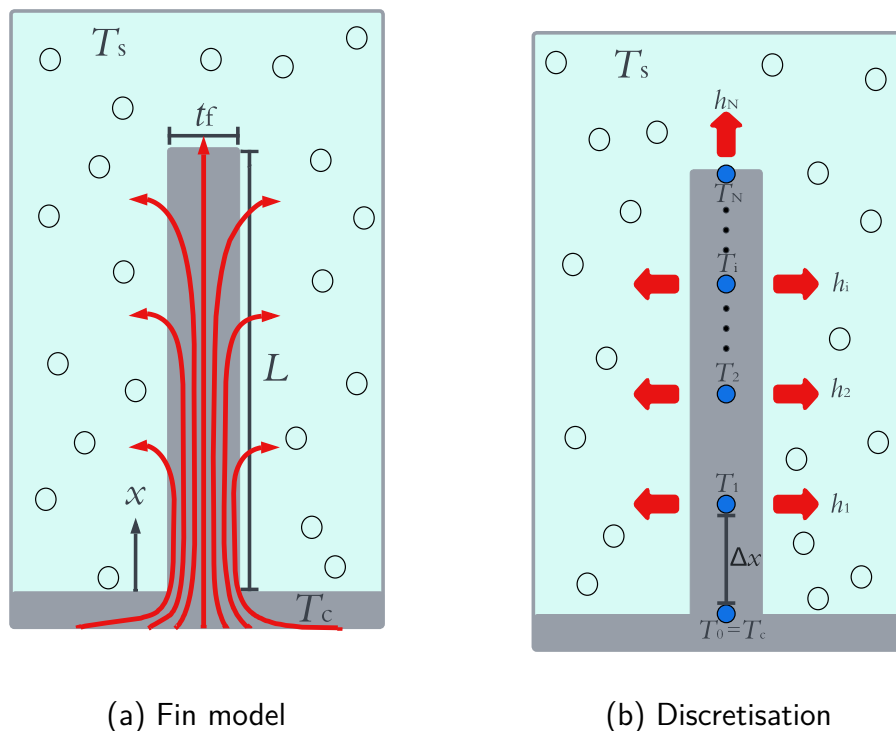 Ts
tf
L
x
Tc
(a) Fin model
Ts
hN
TN
Ti
hi
T2
h2
T1
h1
Δx
T0=Tc
(b) Discretisation